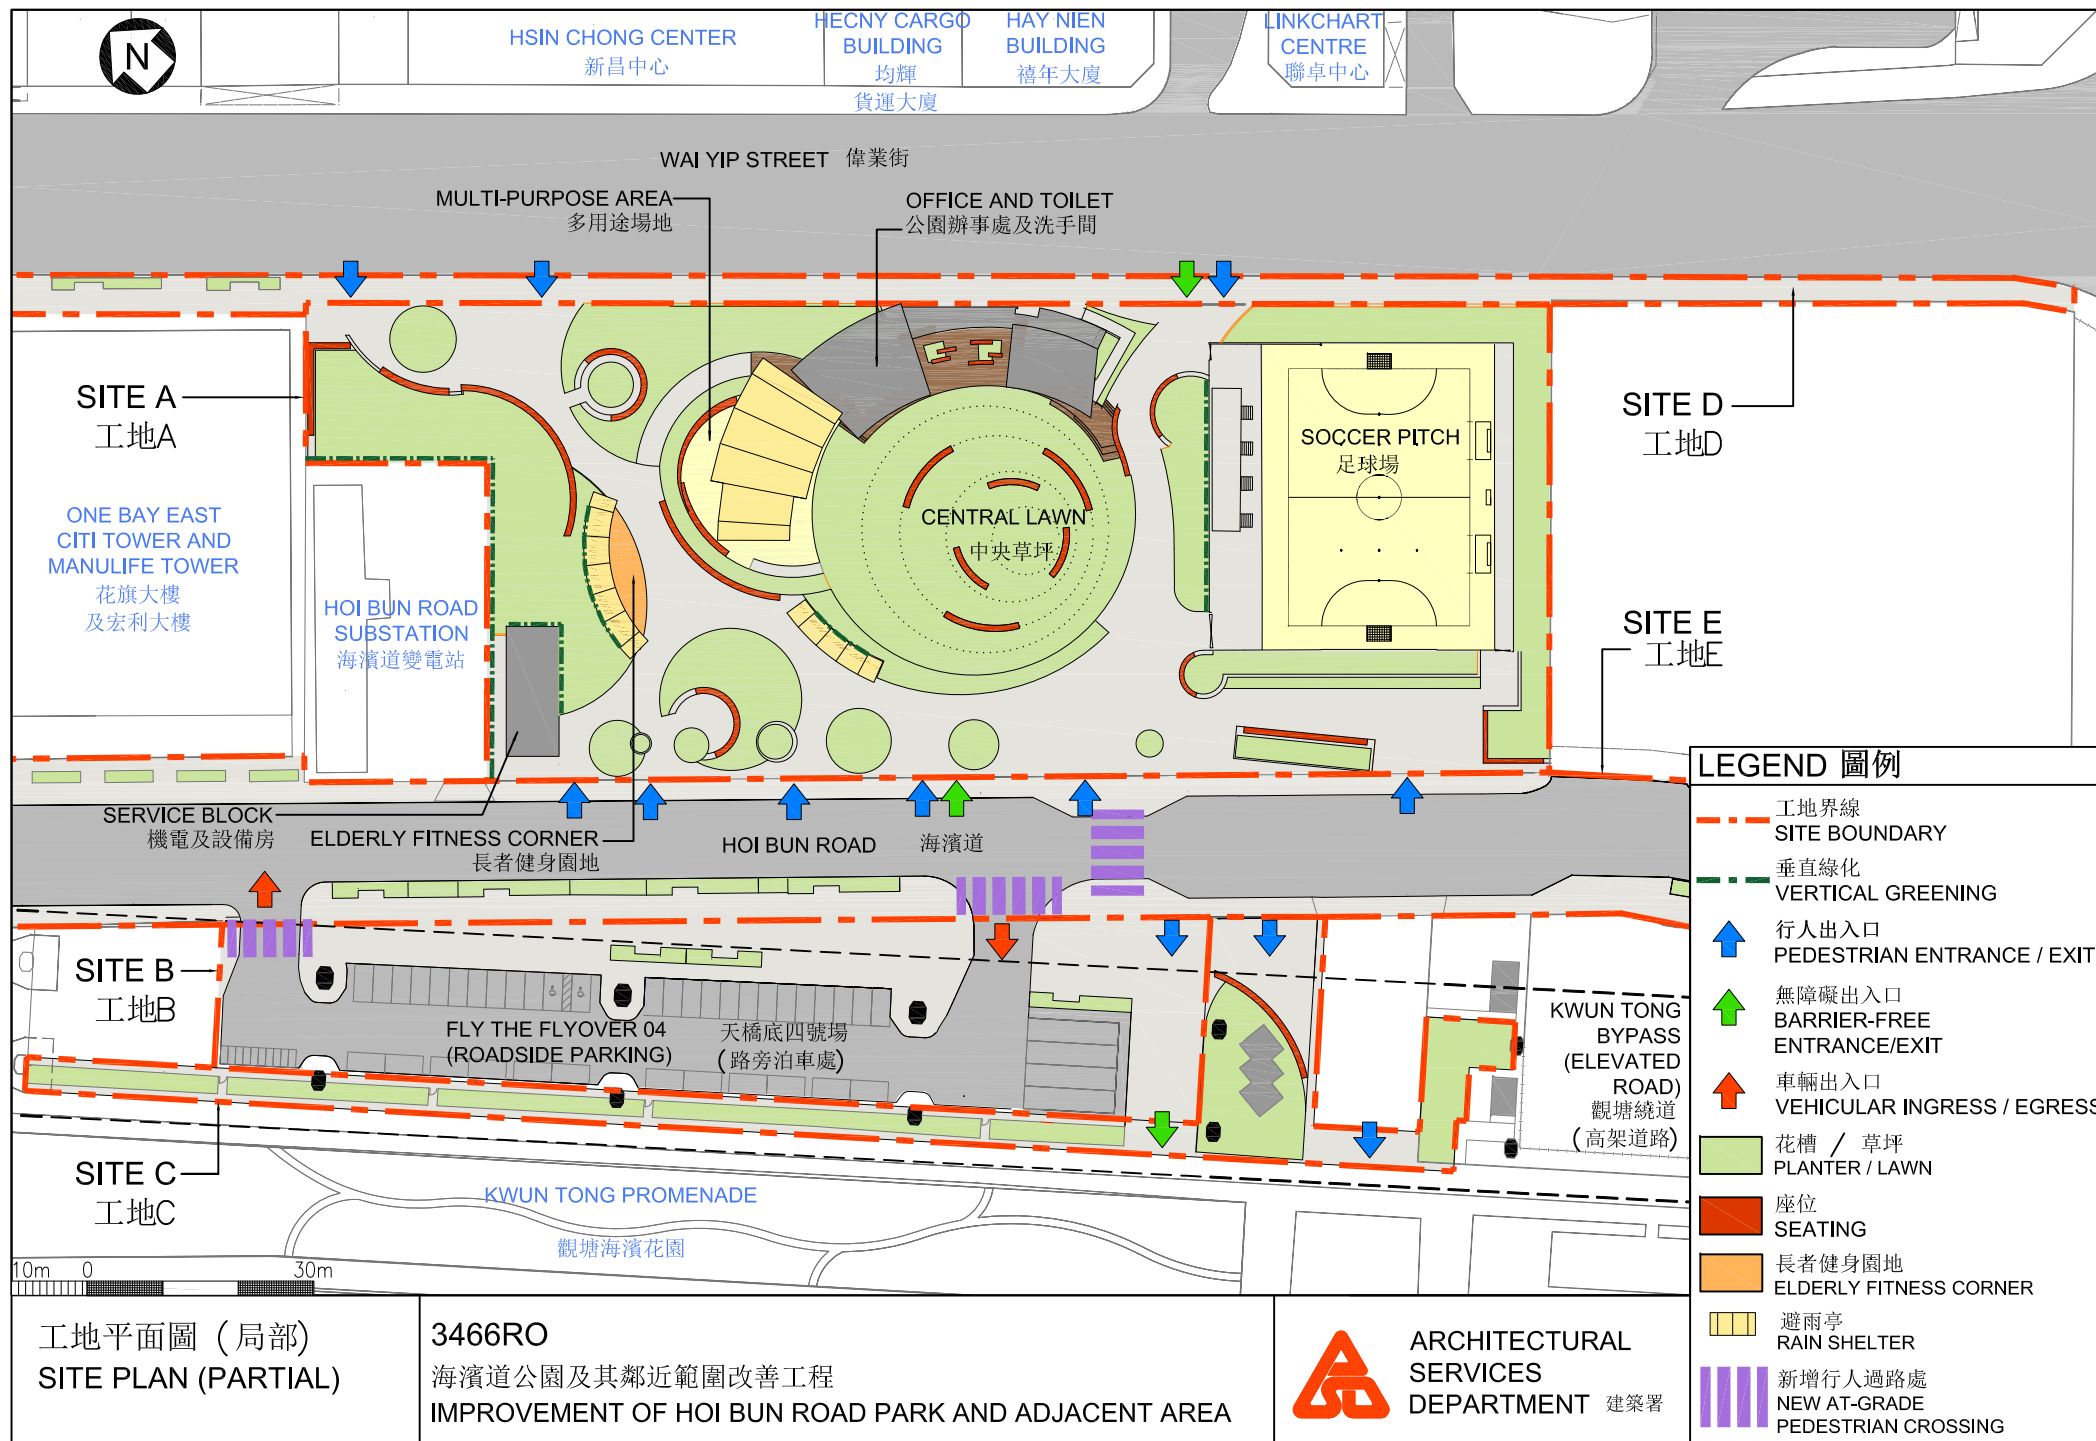 HSIN CHONG CENTER
新昌中心
HECNY CARGO
BUILDING
均輝
貨運大廈
HAY NIEN
BUILDING
禧年大廈
LINKCHART
CENTRE
聯卓中心
N
WAI YIP STREET 偉業街
MULTI-PURPOSE AREA
多用途場地
OFFICE AND TOILET
公園辦事處及洗手間
SITE A
工地A
ONE BAY EAST
CITI TOWER AND
MANULIFE TOWER
花旗大樓
及宏利大樓
HOI BUN ROAD
SUBSTATION
海濱道變電站
CENTRAL LAWN
中央草坪
SOCCER PITCH
足球場
SITE D
工地D
SITE E
工地E
SERVICE BLOCK
機電及設備房
ELDERLY FITNESS CORNER
長者健身園地
HOI BUN ROAD 海濱道
SITE B
工地B
FLY THE FLYOVER 04
(ROADSIDE PARKING)
天橋底四號場
(路旁泊車處)
KWUN TONG
BYPASS
(ELEVATED
ROAD)
觀塘繞道
(高架道路)
SITE C
工地C
KWUN TONG PROMENADE
觀塘海濱花園
10m 0 30m
LEGEND 圖例
工地界線
SITE BOUNDARY
垂直綠化
VERTICAL GREENING
行人出入口
PEDESTRIAN ENTRANCE / EXIT
無障礙出入口
BARRIER-FREE
ENTRANCE/EXIT
車輛出入口
VEHICULAR INGRESS / EGRESS
花槽 / 草坪
PLANTER / LAWN
座位
SEATING
長者健身園地
ELDERLY FITNESS CORNER
避雨亭
RAIN SHELTER
新增行人過路處
NEW AT-GRADE
PEDESTRIAN CROSSING
工地平面圖 (局部)
SITE PLAN (PARTIAL)
3466RO
海濱道公園及其鄰近範圍改善工程
IMPROVEMENT OF HOI BUN ROAD PARK AND ADJACENT AREA
ARCHITECTURAL
SERVICES
DEPARTMENT 建築署